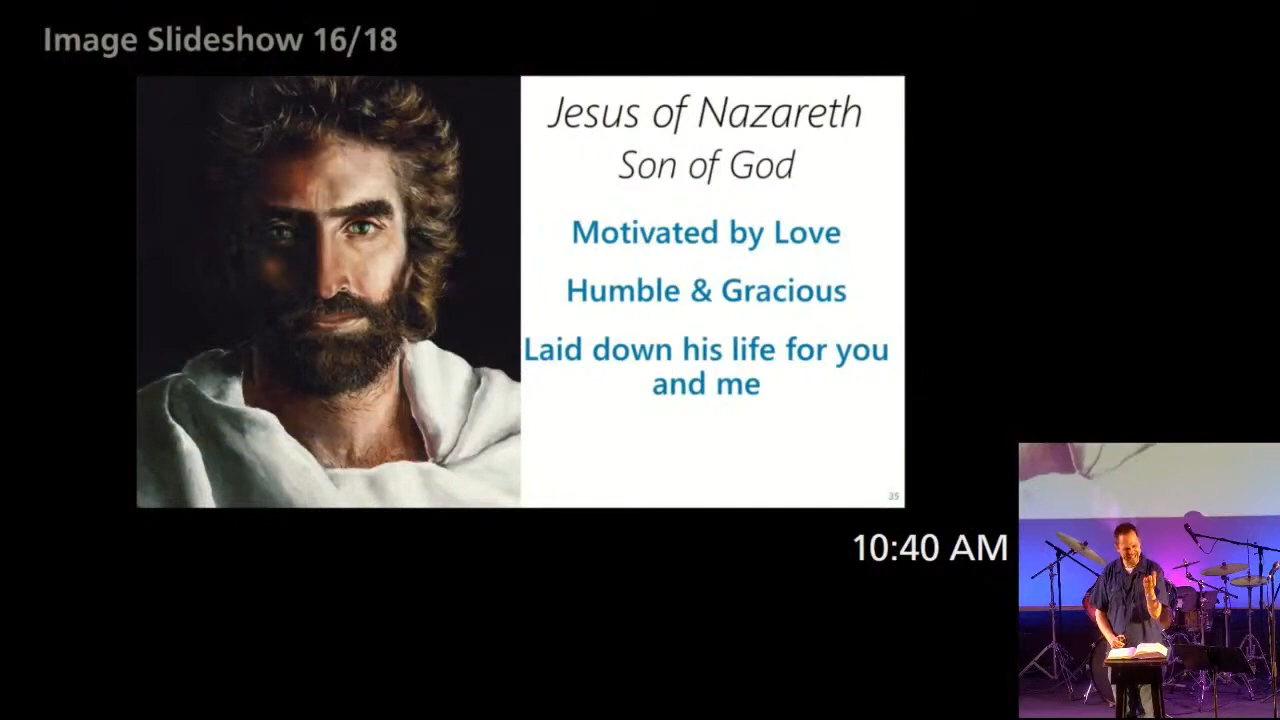 Image Slideshow 16/18
Jesus of Nazareth
Son of God
Motivated by Love
Humble & Gracious
Laid down his life for you
and me
35
10:40 AM